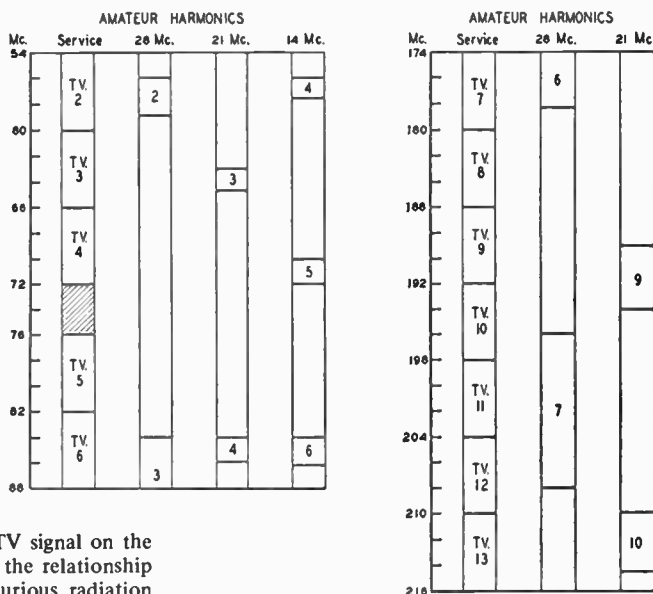 AMATEUR HARMONICS
Mc. Service 28 Mc. 21 Mc. 14 Mc.
54
T.V. 2
2
4
60
T.V. 3
3
66
T.V. 4
5
72
76
T.V. 5
82
T.V. 6
3
4
6
88
AMATEUR HARMONICS
Mc. Service 28 Mc. 21 Mc.
174
T.V. 7
6
180
T.V. 8
188
T.V. 9
9
192
T.V. 10
198
T.V. 11
7
204
T.V. 12
210
T.V. 13
10
216
TV signal on the
the relationship
urious radiation